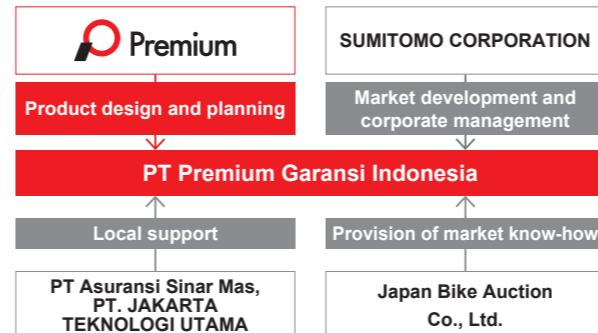 Premium
SUMITOMO CORPORATION
Product design and planning
Market development and
corporate management
PT Premium Garansi Indonesia
Local support
Provision of market know-how
PT Asuransi Sinar Mas,
PT. JAKARTA
TEKNOLOGI UTAMA
Japan Bike Auction
Co., Ltd.